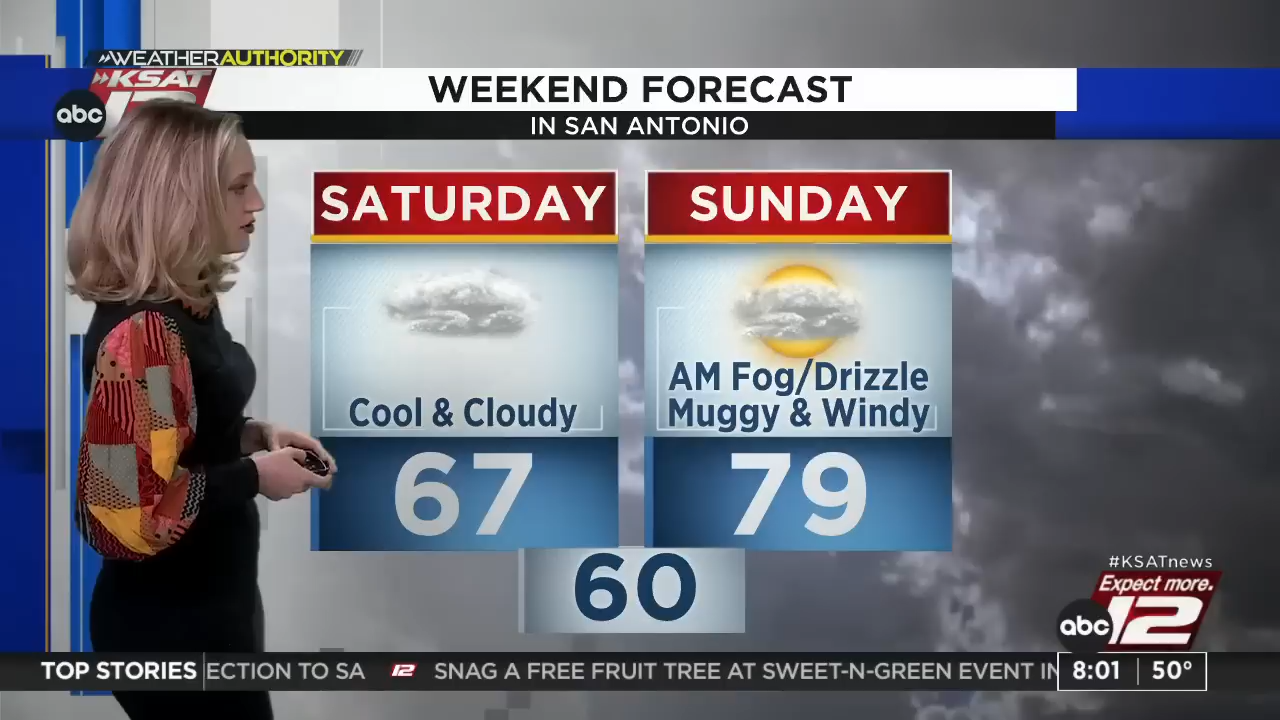 WEATHERAUTHORITY
KSAT
abc
WEEKEND FORECAST
IN SAN ANTONIO
SATURDAY
Cool & Cloudy
67
SUNDAY
AM Fog/Drizzle
Muggy & Windy
79
60
#KSATnews
Expect more.
abc 12
TOP STORIES ECTION TO SA 12 SNAG A FREE FRUIT TREE AT SWEET-N-GREEN EVENT IN
8:01 50°